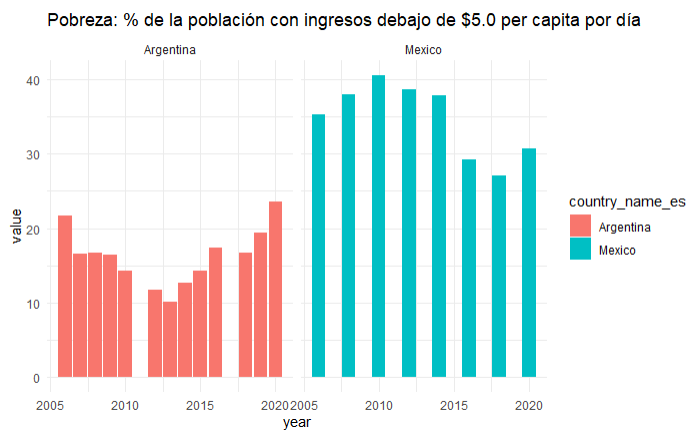 Pobreza: % de la población con ingresos debajo de $5.0 per capita por día
Argentina
Mexico
40
30
20
10
0
value
2005
2010
2015
2020
2005
2010
2015
2020
year
country_name_es
Argentina
Mexico